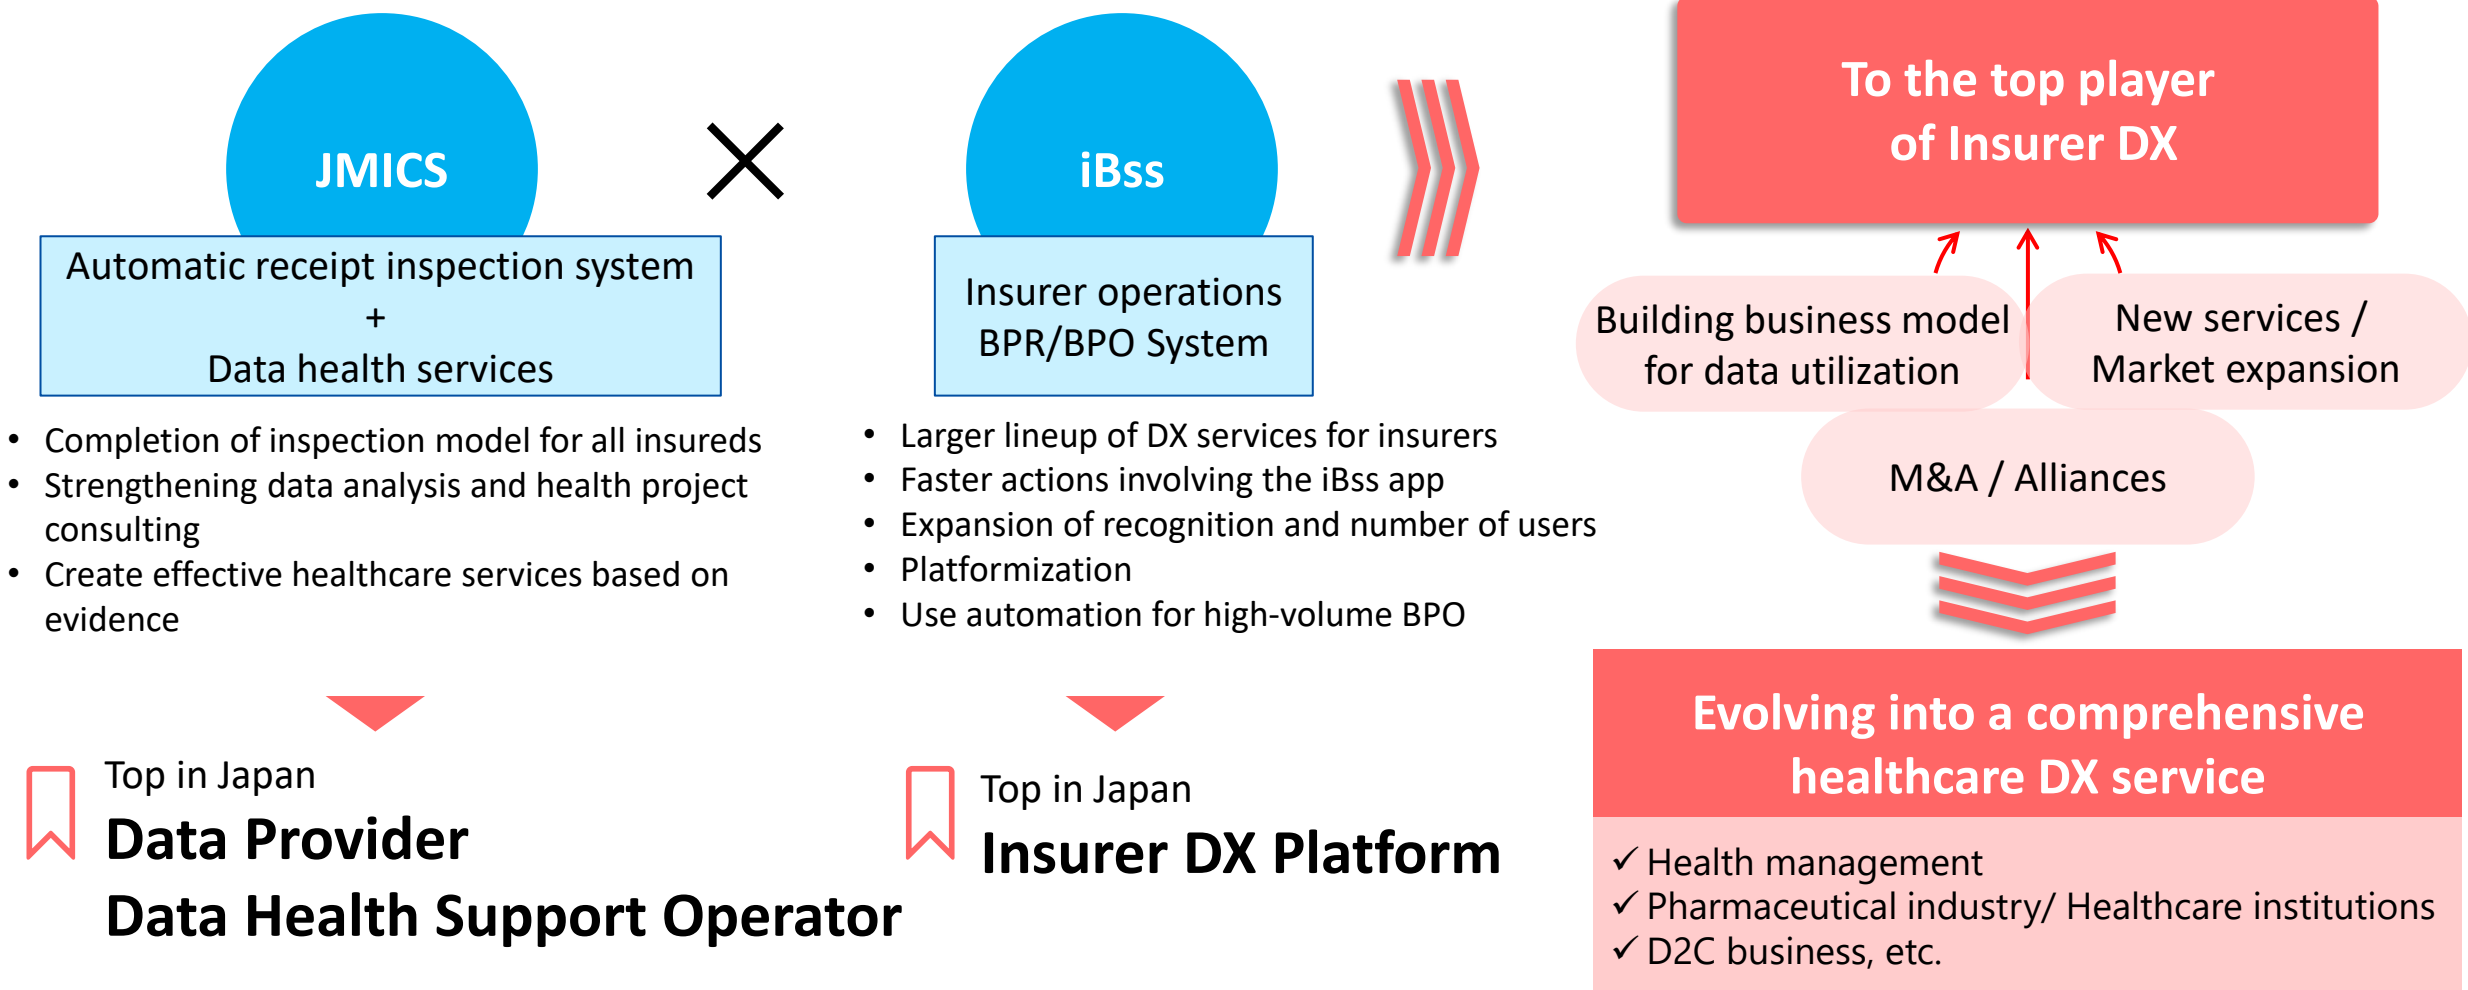 JMICS
Automatic receipt inspection system
+
Data health services
• Completion of inspection model for all insureds
• Strengthening data analysis and health project
consulting
• Create effective healthcare services based on
evidence
Top in Japan
Data Provider
Data Health Support Operator
iBss
Insurer operations
BPR/BPO System
• Larger lineup of DX services for insurers
• Faster actions involving the iBss app
• Expansion of recognition and number of users
• Platformization
• Use automation for high-volume BPO
Top in Japan
Insurer DX Platform
To the top player
of Insurer DX
Building business model
for data utilization
New services /
Market expansion
M&A / Alliances
Evolving into a comprehensive
healthcare DX service
✓ Health management
✓ Pharmaceutical industry/ Healthcare institutions
✓ D2C business, etc.